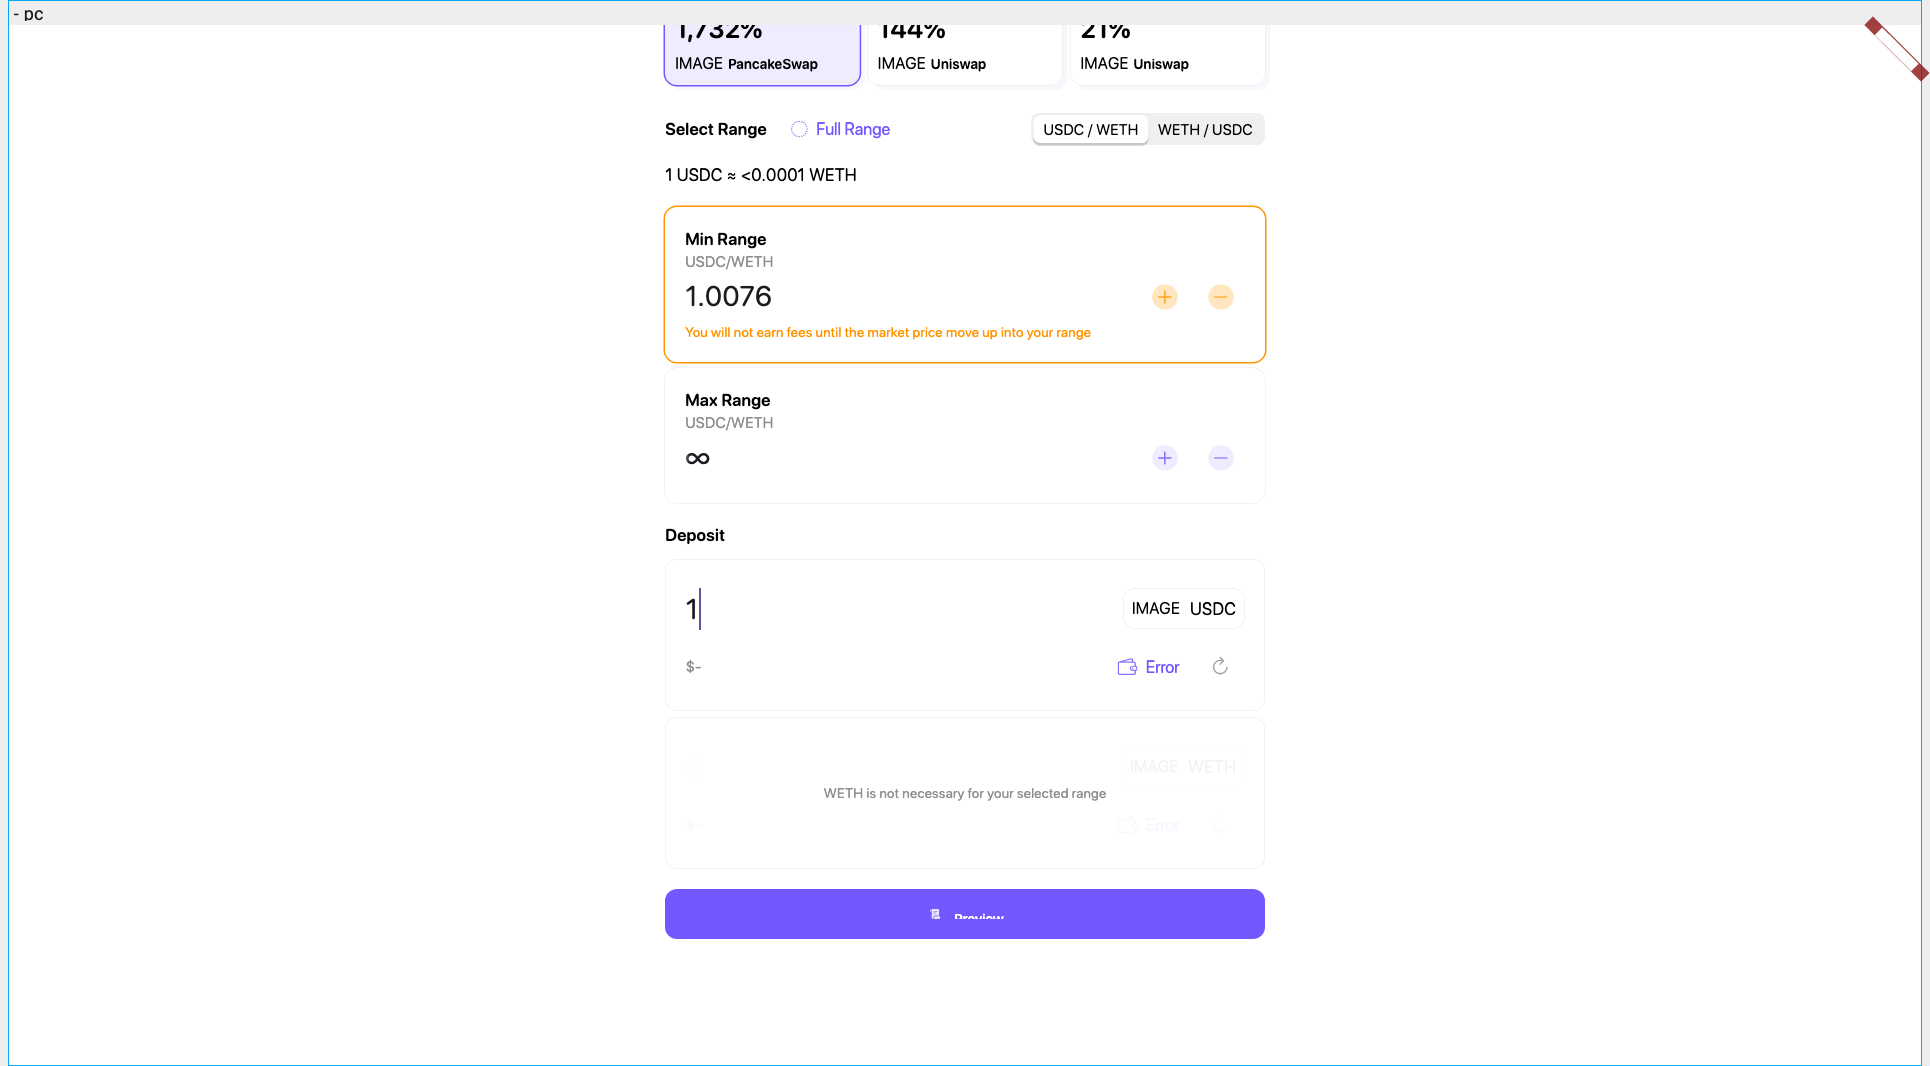 - pc
1,732% 144% 21%
IMAGE PancakeSwap IMAGE Uniswap IMAGE Uniswap
Select Range Full Range USDC / WETH WETH / USDC
1 USDC ≈ <0.0001 WETH
Min Range
USDC/WETH
1.0076
You will not earn fees until the market price move up into your range
Max Range
USDC/WETH
∞
Deposit
1 IMAGE USDC
$- Error
IMAGE WETH
WETH is not necessary for your selected range
$- Error
Preview